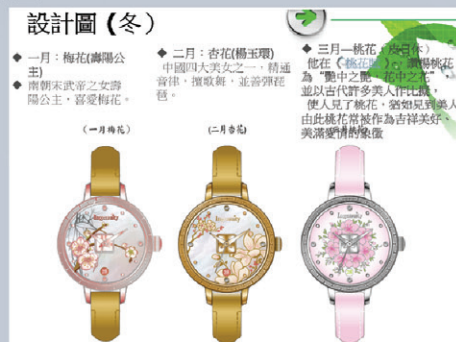 設計圖 (冬)
◆ 一月：梅花(壽陽公
主)
◆ 南朝宋武帝之女壽
陽公主，喜愛梅花。
◆ 二月：杏花(楊玉環)
中國四大美女之一，精通
音律，擅歌舞，並善彈琵
琶。
◆ 三月—桃花
他在《桃花
為“艷中之艷，花中之花”，
並以古代許多美人作比擬，
使人見了桃花，猶如見到美人
由此桃花常被作為吉祥美好、
美滿愛情的象徵
(一月梅花)
(二月杏花)